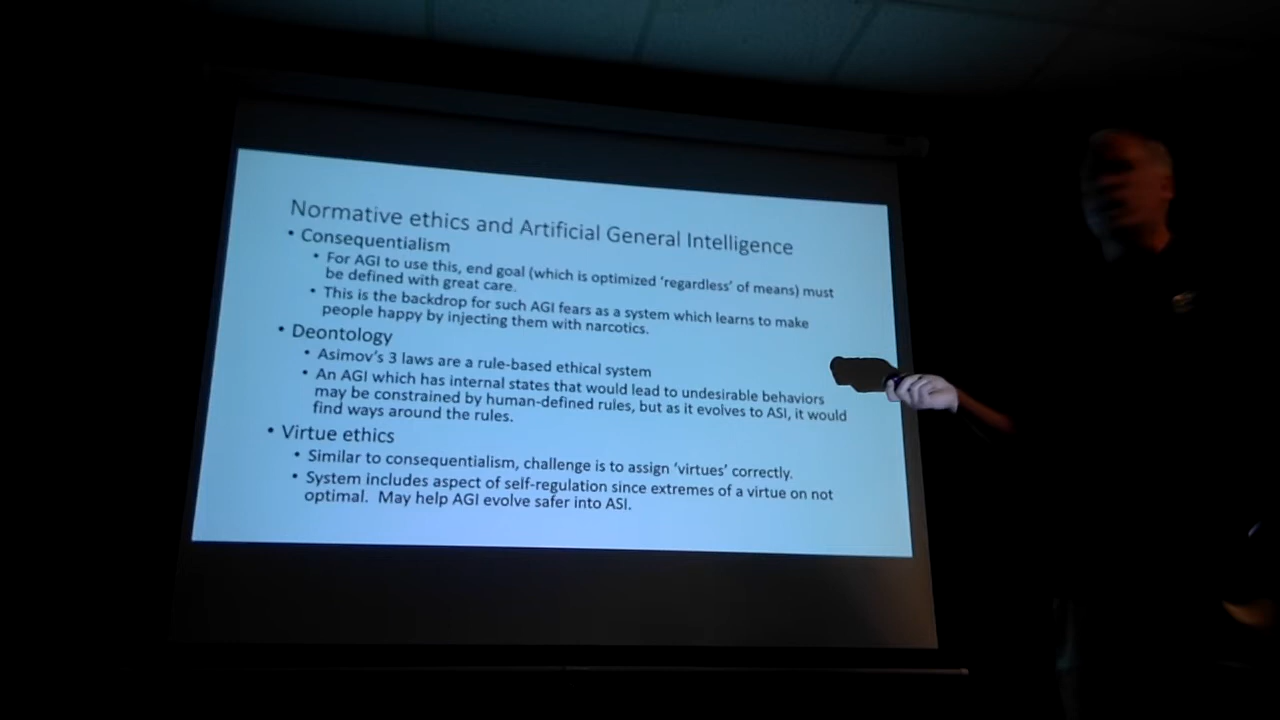 Normative ethics and Artificial General Intelligence
• Consequentialism
• For AGI to use this, end goal (which is optimized 'regardless' of means) must
be defined with great care.
• This is the backdrop for such AGI fears as a system which learns to make
people happy by injecting them with narcotics.
• Deontology
• Asimov's 3 laws are a rule-based ethical system
• An AGI which has internal states that would lead to undesirable behaviors
may be constrained by human-defined rules, but as it evolves to ASI, it would
find ways around the rules.
• Virtue ethics
• Similar to consequentialism, challenge is to assign 'virtues' correctly.
• System includes aspect of self-regulation since extremes of a virtue on not
optimal. May help AGI evolve safer into ASI.